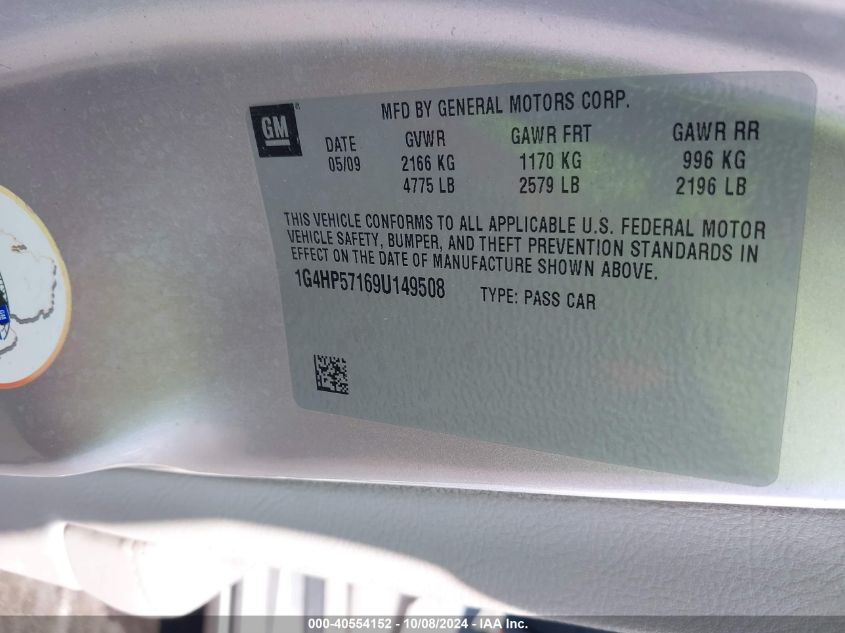 MFD BY GENERAL MOTORS CORP.
GM
DATE GVWR GAWR FRT GAWR RR
05/09 2166 KG 1170 KG 996 KG
4775 LB 2579 LB 2196 LB
THIS VEHICLE CONFORMS TO ALL APPLICABLE U.S. FEDERAL MOTOR
VEHICLE SAFETY, BUMPER, AND THEFT PREVENTION STANDARDS IN
EFFECT ON THE DATE OF MANUFACTURE SHOWN ABOVE.
1G4HP57169U149508 TYPE: PASS CAR
000-40554152 - 10/08/2024 - IAA Inc.